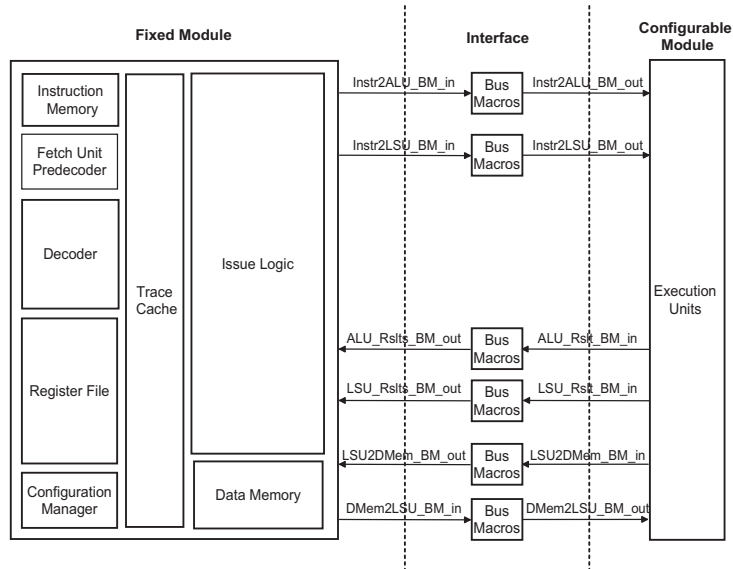 Fixed Module
Interface
Configurable
Module
Instruction
Memory
Fetch Unit
Predecoder
Decoder
Register File
Configuration
Manager
Trace
Cache
Issue Logic
Data Memory
Instr2ALU_BM_in
Bus
Macros
Instr2ALU_BM_out
Instr2LSU_BM_in
Bus
Macros
Instr2LSU_BM_out
ALU_Rslts_BM_out
Bus
Macros
ALU_Rslt_BM_in
LSU_Rslts_BM_out
Bus
Macros
LSU_Rslt_BM_in
LSU2DMem_BM_out
Bus
Macros
LSU2DMem_BM_in
DMem2LSU_BM_in
Bus
Macros
DMem2LSU_BM_out
Execution
Units